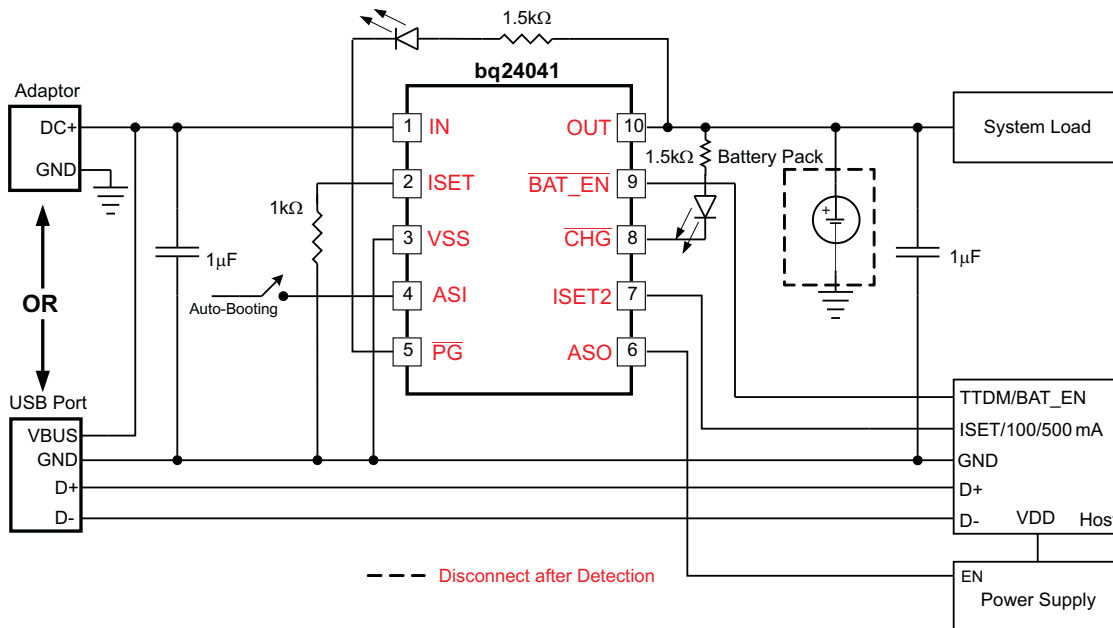 1.5kΩ
bq24041
Adaptor
DC+
GND
1 IN
OUT 10
System Load
1.5kΩ
Battery Pack
2 ISET
BAT_EN 9
1kΩ
+
3 VSS
CHG 8
1μF
1μF
OR
4 ASI
ISET2 7
Auto-Booting
5 PG
ASO 6
USB Port
VBUS
GND
D+
D-
TTDM/BAT_EN
ISET/100/500 mA
GND
D+
D-
VDD
Host
Disconnect after Detection
EN
Power Supply